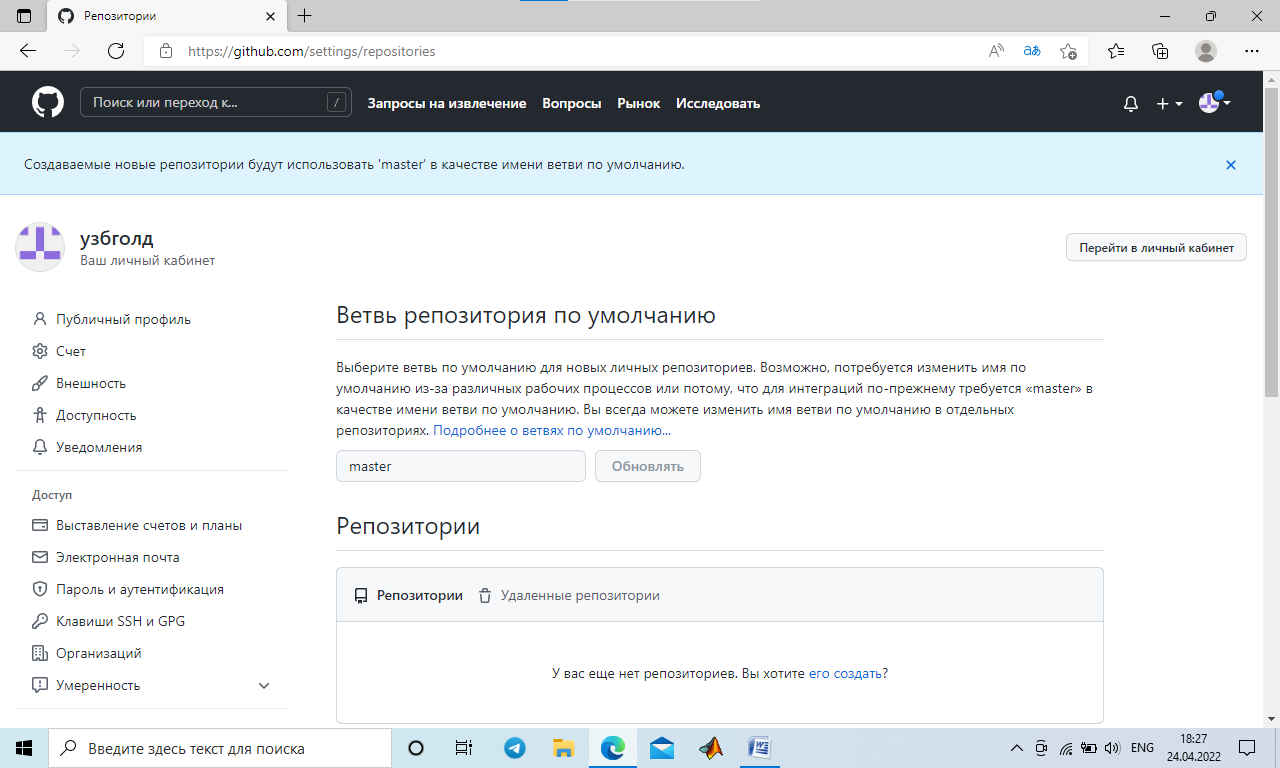 Репозитории
https://github.com/settings/repositories
Поиск или переход к...
/
Запросы на извлечение
Вопросы
Рынок
Исследовать
Создаваемые новые репозитории будут использовать 'master' в качестве имени ветви по умолчанию.
узбголд
Ваш личный кабинет
Перейти в личный кабинет
Публичный профиль
Счет
Внешность
Доступность
Уведомления
Доступ
Выставление счетов и планы
Электронная почта
Пароль и аутентификация
Клавиши SSH и GPG
Организаций
Умеренность
Ветвь репозитория по умолчанию
Выберите ветвь по умолчанию для новых личных репозиториев. Возможно, потребуется изменить имя по
умолчанию из-за различных рабочих процессов или потому, что для интеграций по-прежнему требуется «master» в
качестве имени ветви по умолчанию. Вы всегда можете изменить имя ветви по умолчанию в отдельных
репозиториях. Подробнее о ветвях по умолчанию...
master
Обновлять
Репозитории
Репозитории
Удаленные репозитории
У вас еще нет репозиториев. Вы хотите его создать?
Введите здесь текст для поиска
ENG
18:27
24.04.2022